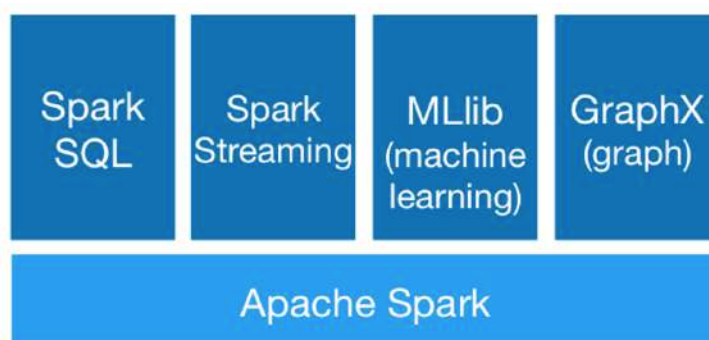 Spark
SQL
Spark
Streaming
MLlib
(machine
learning)
GraphX
(graph)
Apache Spark